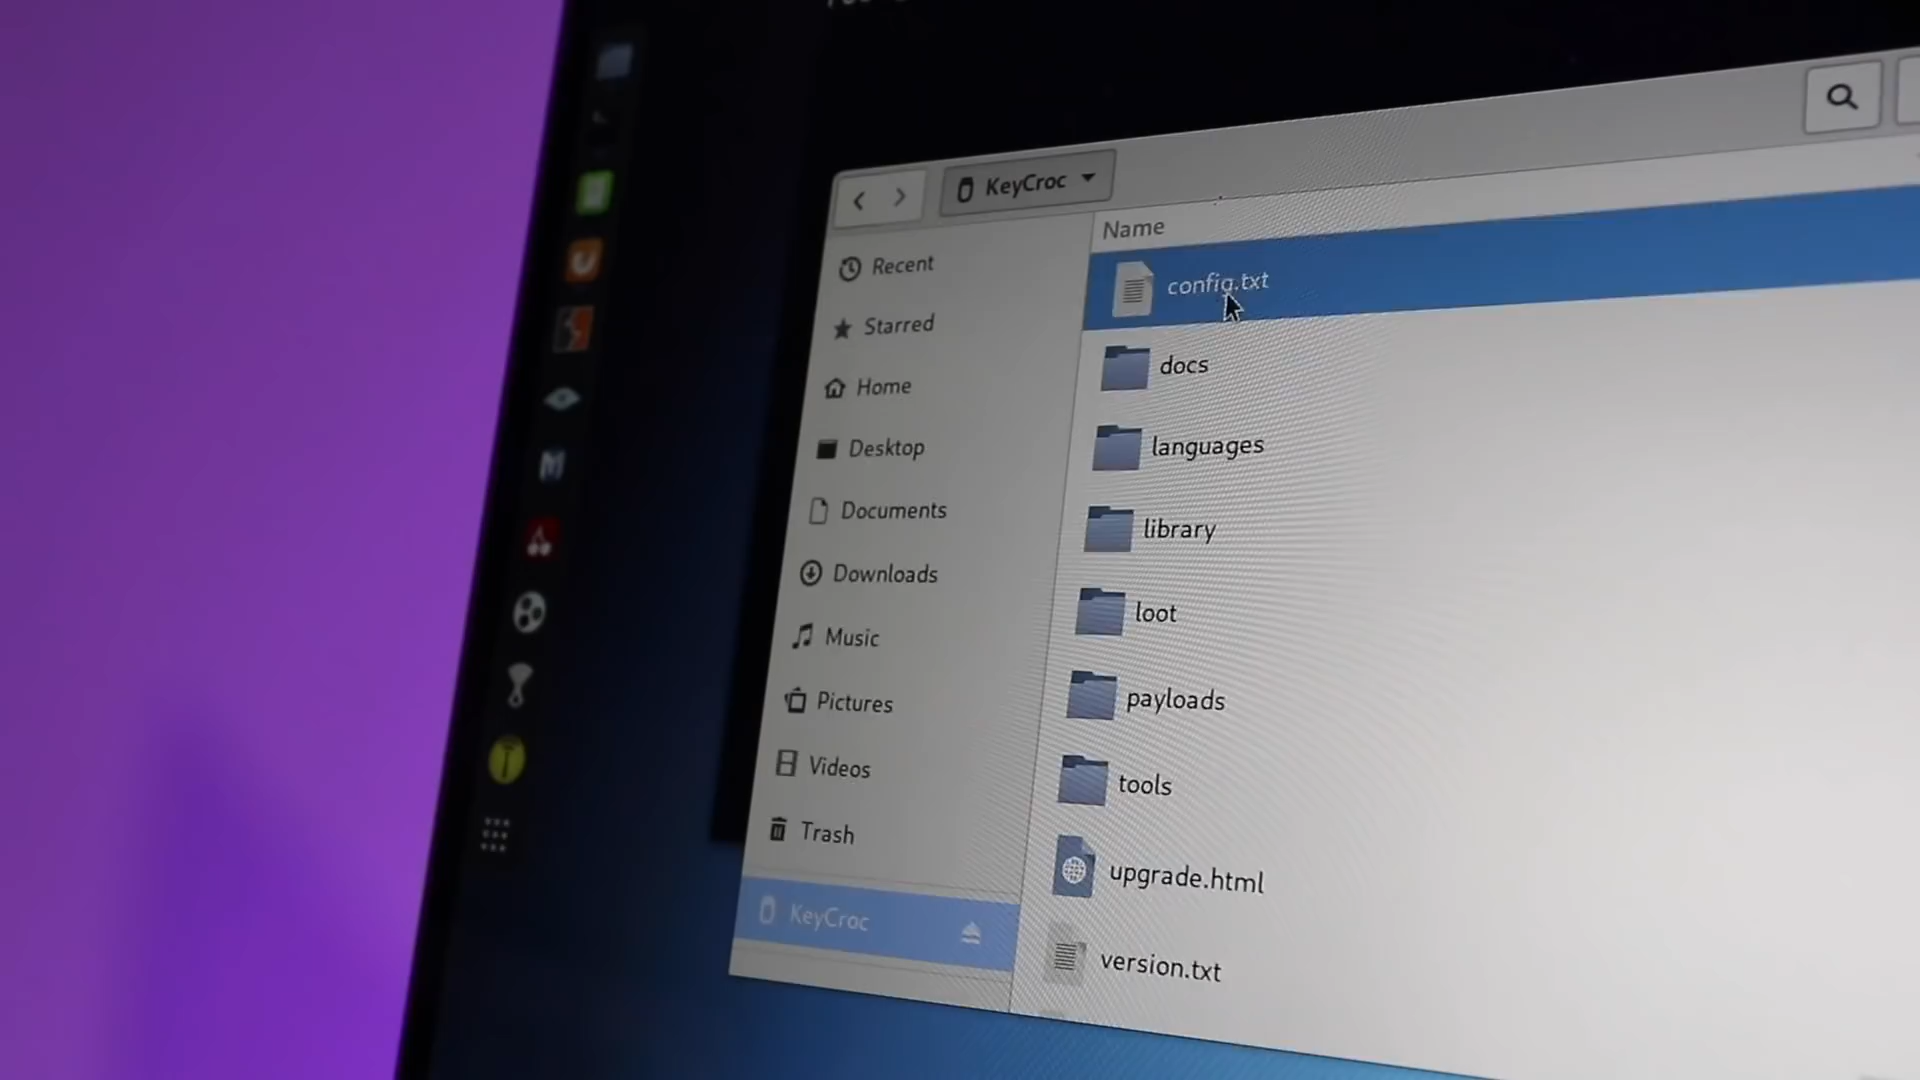 KeyCroc
Name
Recent
Starred
Home
Desktop
Documents
Downloads
Music
Pictures
Videos
Trash
KeyCroc
config.txt
docs
languages
library
loot
payloads
tools
upgrade.html
version.txt